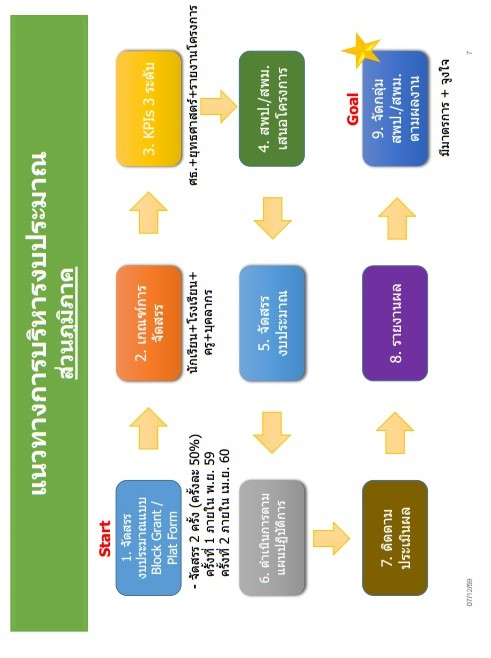 แนวทางการบริหารงบประมาณ
ส่วนภูมิภาค
Start
1. จัดสรร
งบประมาณแบบ
Block Grant /
Plat Form
- จัดสรร 2 ครั้ง (ครั้งละ 50%)
ครั้งที่ 1 ภายใน พ.ย. 59
ครั้งที่ 2 ภายใน เม.ย. 60
2. เกณฑ์การ
จัดสรร
นักเรียน+โรงเรียน+
ครู+บุคลากร
3. KPIs 3 ระดับ
ศธ.+ยุทธศาสตร์+รายงานโครงการ
4. สพป./สพม.
เสนอโครงการ
5. จัดสรร
งบประมาณ
6. ดำเนินการตาม
แผนปฏิบัติการ
7. ติดตาม
ประเมินผล
8. รายงานผล
Goal
9. จัดกลุ่ม
สพป./สพม.
ตามผลงาน
มีมาตรการ + จูงใจ
07/12/59
7